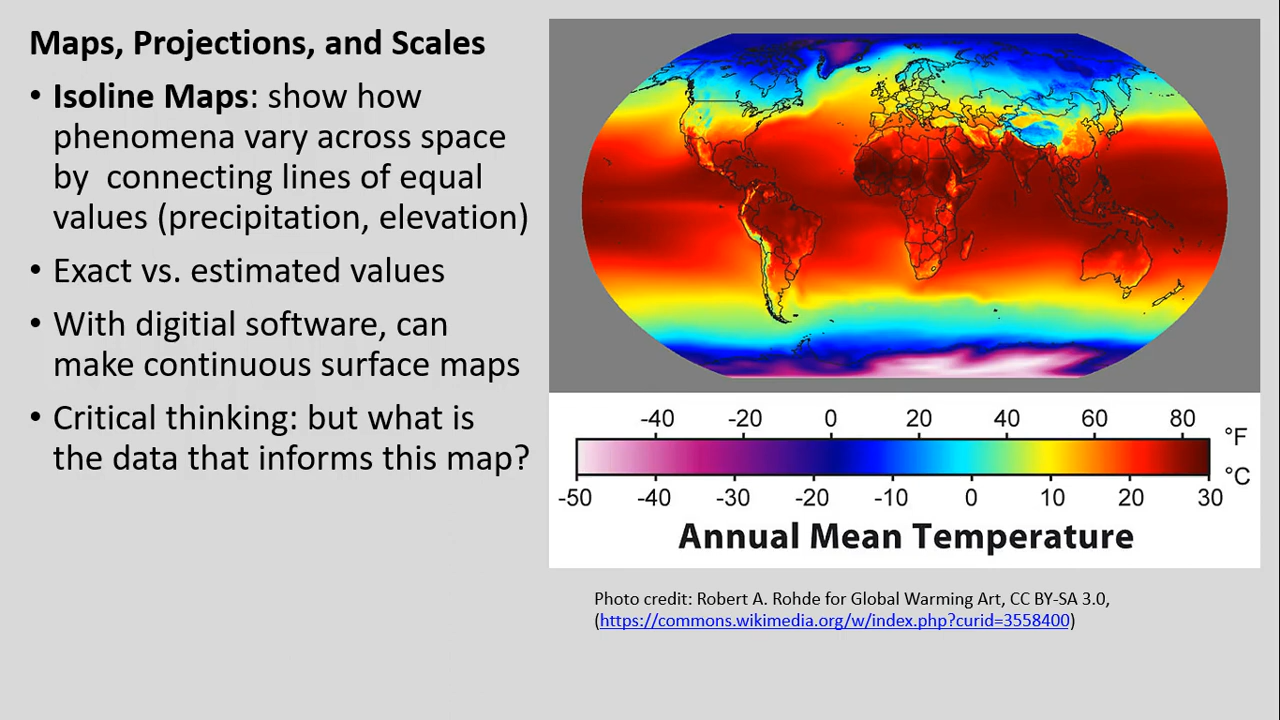 Maps, Projections, and Scales
• Isoline Maps: show how
phenomena vary across space
by  connecting lines of equal
values (precipitation, elevation)
• Exact vs. estimated values
• With digitial software, can
make continuous surface maps
• Critical thinking: but what is
the data that informs this map?
-40 -20 0 20 40 60 80 °F
°C
-50 -40 -30 -20 -10 0 10 20 30
Annual Mean Temperature
Photo credit: Robert A. Rohde for Global Warming Art, CC BY-SA 3.0,
(https://commons.wikimedia.org/w/index.php?curid=3558400)